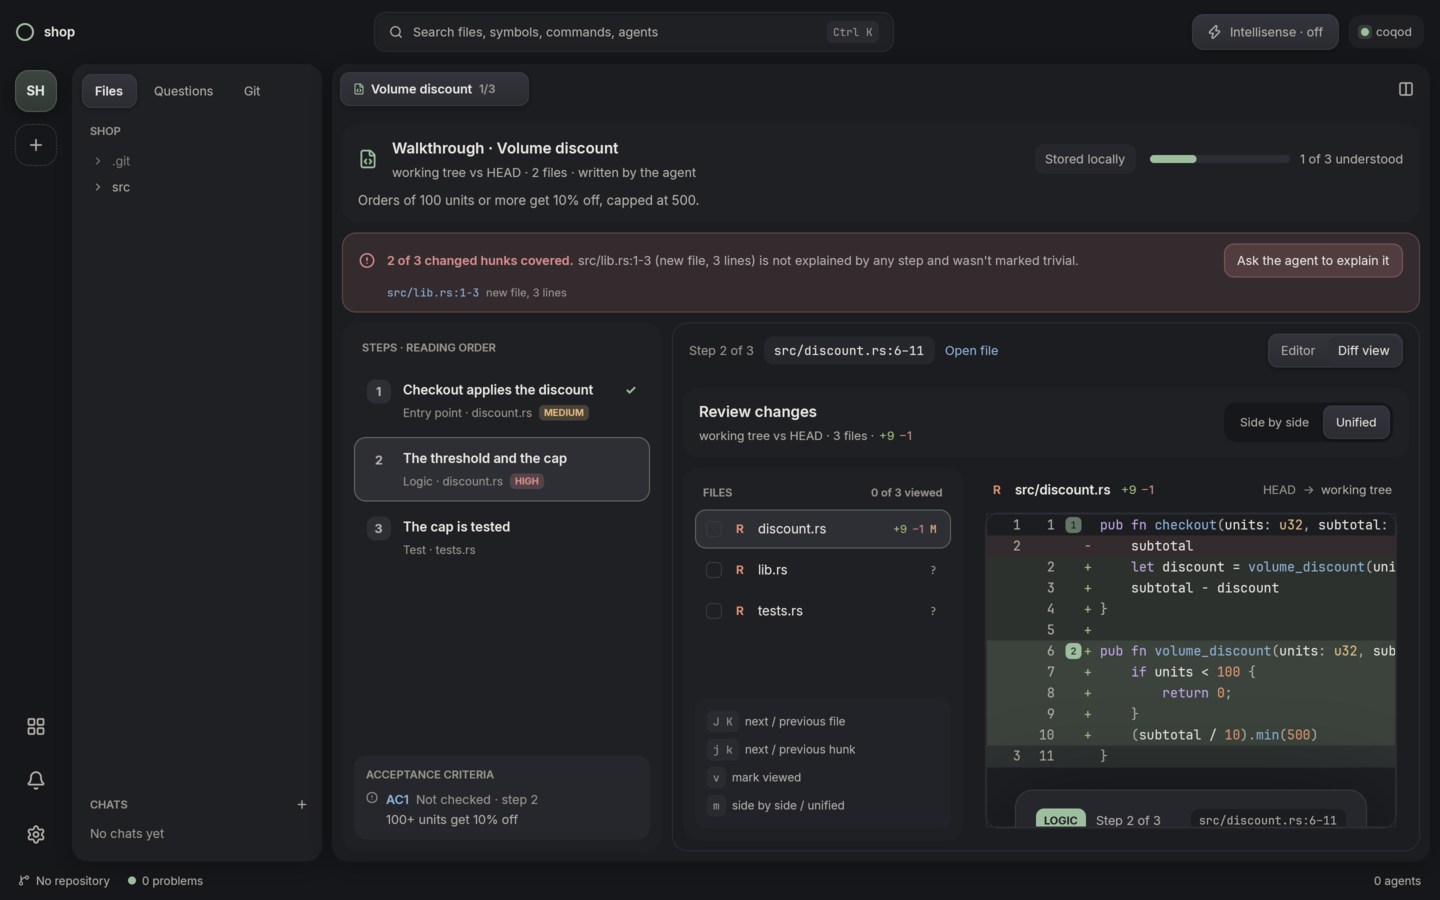 shop
Search files, symbols, commands, agents
Ctrl K
Intellisense · off
coqod
SH
Files
Questions
Git
SHOP
.git
src
CHATS
No chats yet
Volume discount 1/3
Walkthrough · Volume discount
working tree vs HEAD · 2 files · written by the agent
Stored locally
1 of 3 understood
Orders of 100 units or more get 10% off, capped at 500.
2 of 3 changed hunks covered. src/lib.rs:1-3 (new file, 3 lines) is not explained by any step and wasn't marked trivial.
Ask the agent to explain it
src/lib.rs:1-3 new file, 3 lines
STEPS · READING ORDER
1 Checkout applies the discount
Entry point · discount.rs MEDIUM
2 The threshold and the cap
Logic · discount.rs HIGH
3 The cap is tested
Test · tests.rs
ACCEPTANCE CRITERIA
AC1 Not checked · step 2
100+ units get 10% off
Step 2 of 3 src/discount.rs:6–11 Open file
Editor
Diff view
Review changes
working tree vs HEAD · 3 files · +9 −1
Side by side
Unified
FILES 0 of 3 viewed
R discount.rs +9 −1 M
R lib.rs ?
R tests.rs ?
J K next / previous file
j k next / previous hunk
v mark viewed
m side by side / unified
R src/discount.rs +9 −1 HEAD → working tree
1 1 1 pub fn checkout(units: u32, subtotal:
2 - subtotal
2 + let discount = volume_discount(uni
3 + subtotal - discount
4 + }
5 +
6 2 + pub fn volume_discount(units: u32, sub
7 + if units < 100 {
8 + return 0;
9 + }
10 + (subtotal / 10).min(500)
3 11 }
LOGIC Step 2 of 3 src/discount.rs:6–11
No repository
0 problems
0 agents